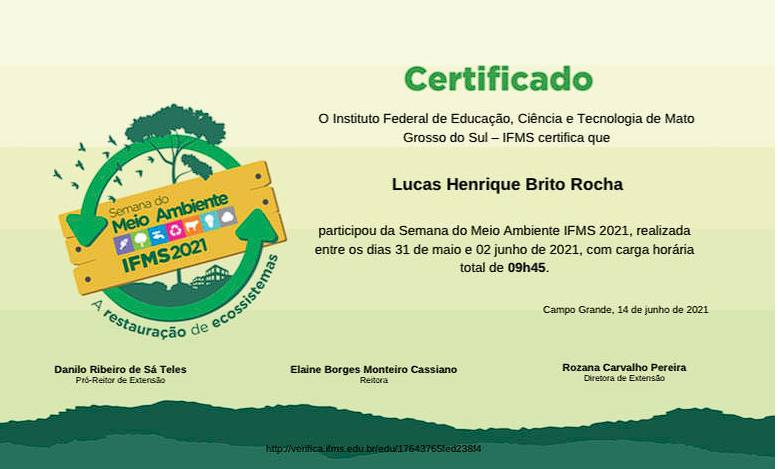 Certificado
O Instituto Federal de Educação, Ciência e Tecnologia de Mato
Grosso do Sul – IFMS certifica que
Lucas Henrique Brito Rocha
participou da Semana do Meio Ambiente IFMS 2021, realizada
entre os dias 31 de maio e 02 junho de 2021, com carga horária
total de 09h45.
Campo Grande, 14 de junho de 2021
Semana do
Meio Ambiente
IFMS2021
A restauração de ecossistemas
Danilo Ribeiro de Sá Teles
Pró-Reitor de Extensão
Elaine Borges Monteiro Cassiano
Reitora
Rozana Carvalho Pereira
Diretora de Extensão
http://verifica.ifms.edu.br/edu/17643765fed238f4